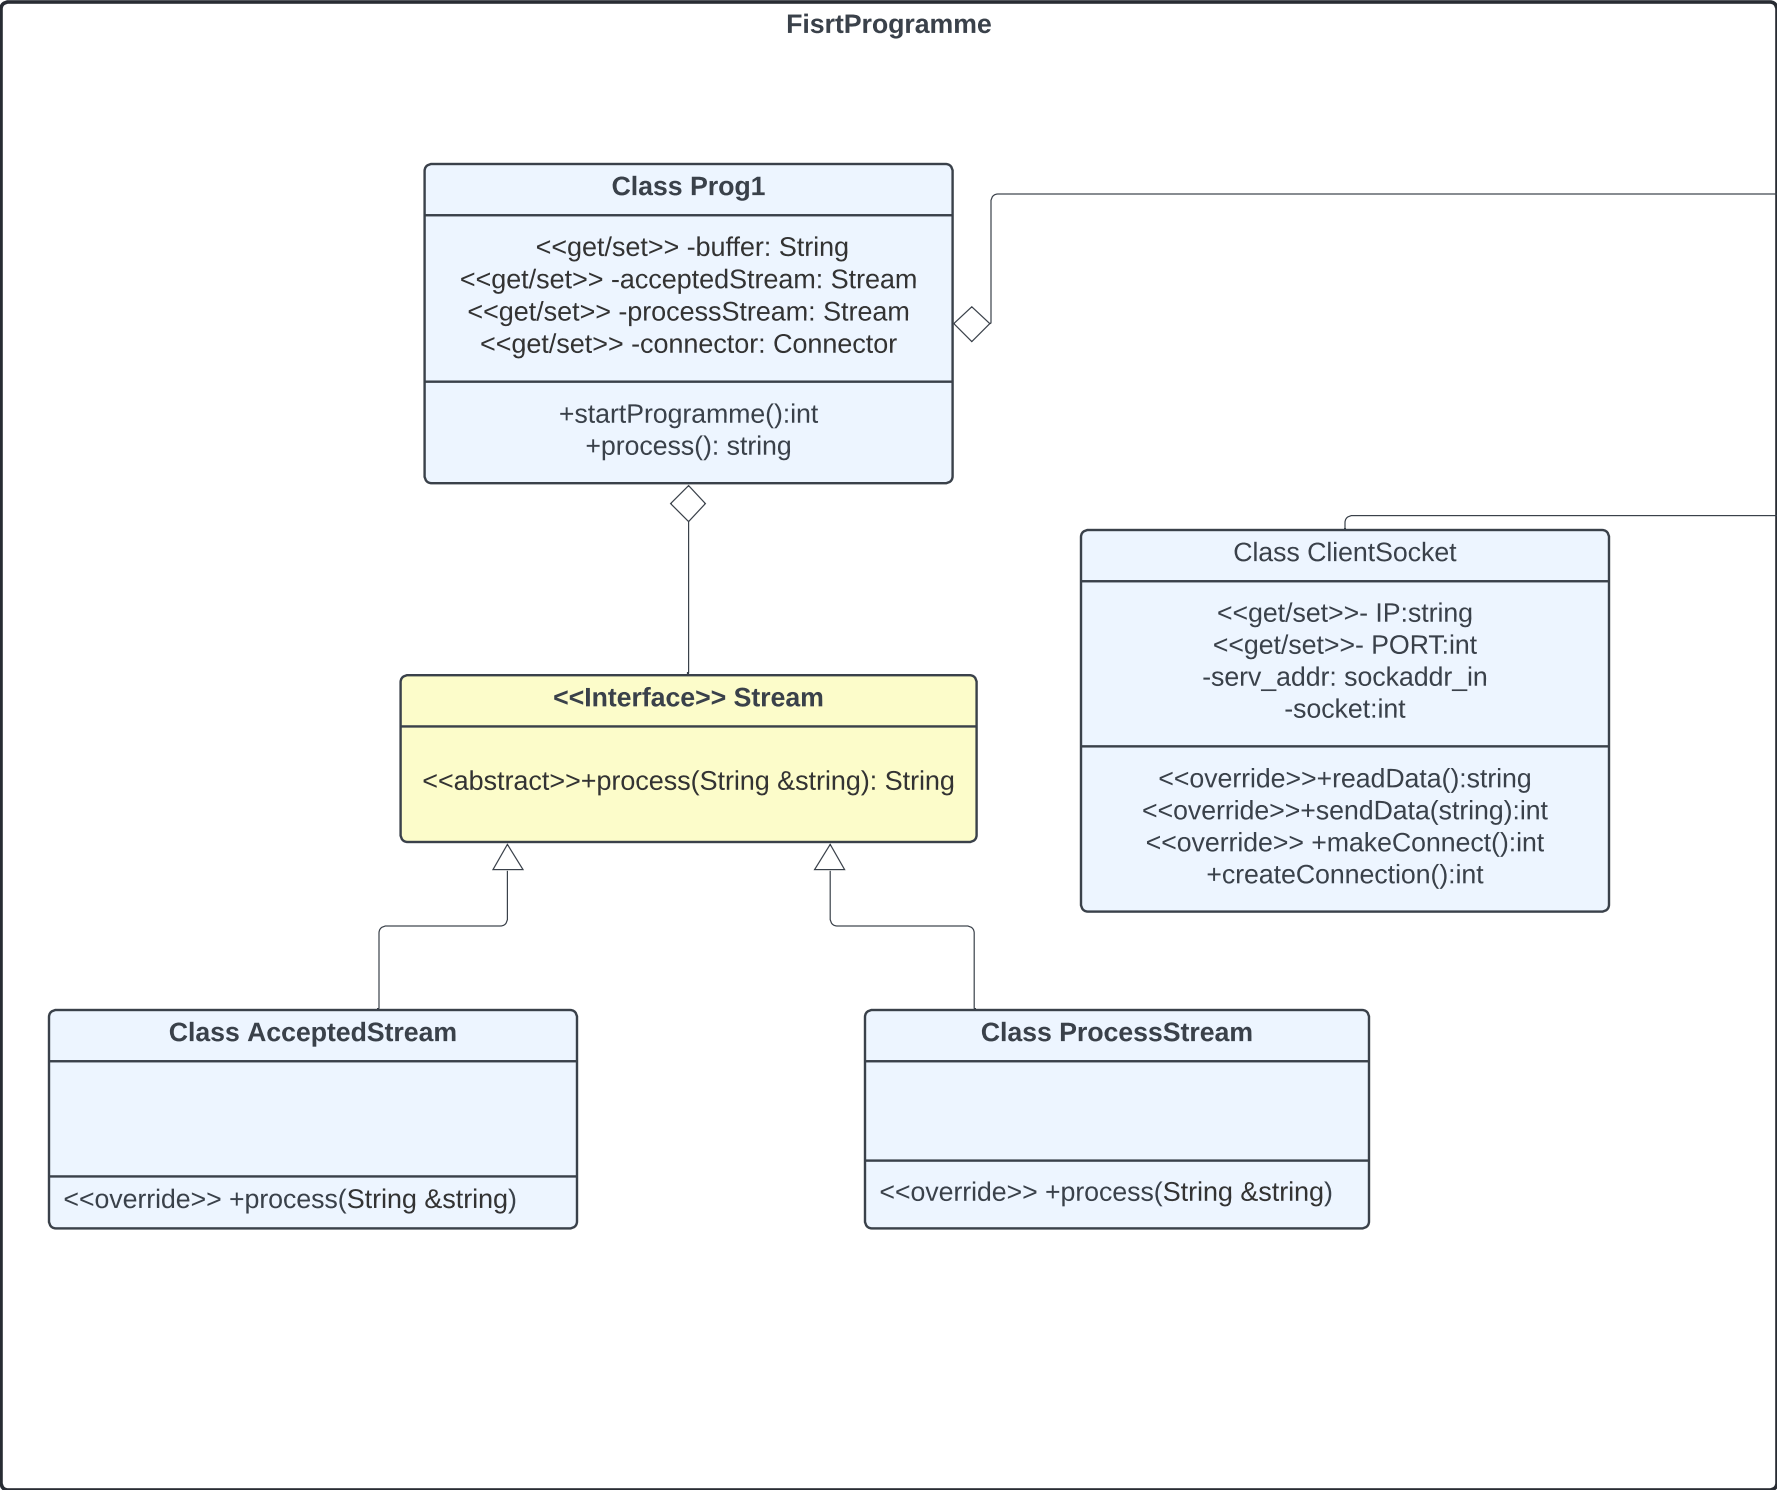 FisrtProgramme
Class Prog1
<<get/set>> -buffer: String
<<get/set>> -acceptedStream: Stream
<<get/set>> -processStream: Stream
<<get/set>> -connector: Connector
+startProgramme():int
+process(): string
Class ClientSocket
<<get/set>>- IP:string
<<get/set>>- PORT:int
-serv_addr: sockaddr_in
-socket:int
<<override>>+readData():string
<<override>>+sendData(string):int
<<override>> +makeConnect():int
+createConnection():int
<<Interface>> Stream
<<abstract>>+process(String &string): String
Class AcceptedStream
<<override>> +process(String &string)
Class ProcessStream
<<override>> +process(String &string)